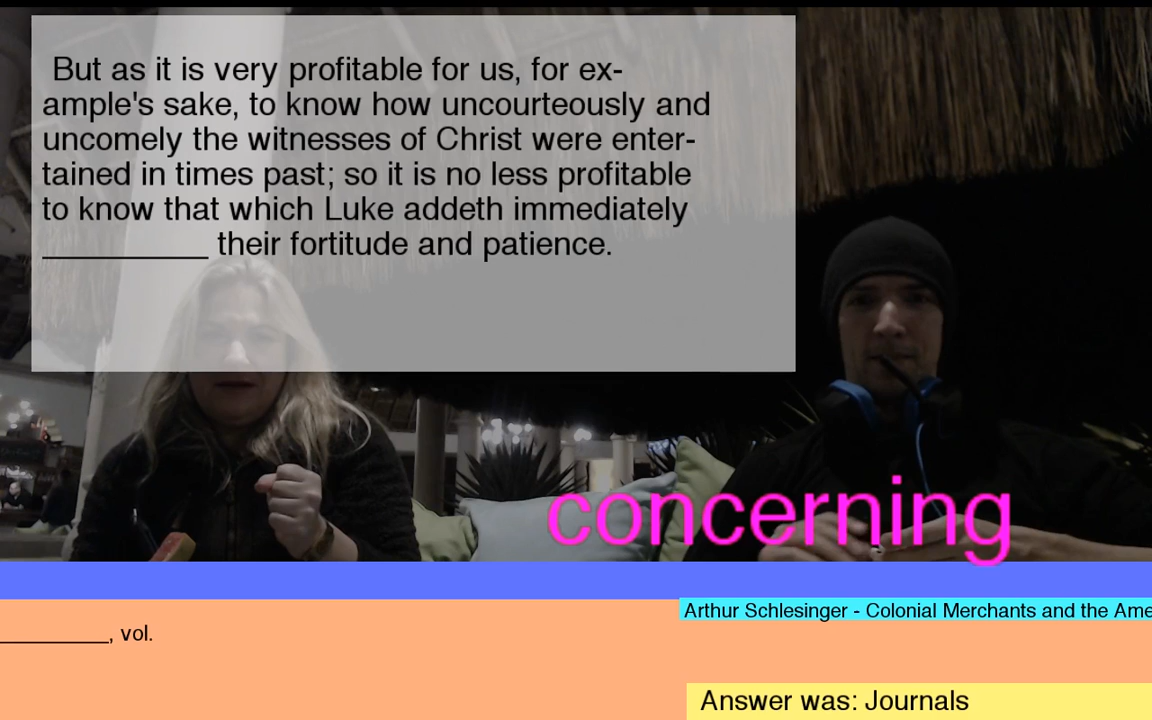 But as it is very profitable for us, for ex-
ample's sake, to know how uncourteously and
uncomely the witnesses of Christ were enter-
tained in times past; so it is no less profitable
to know that which Luke addeth immediately
___________ their fortitude and patience.
concerning
Arthur Schlesinger - Colonial Merchants and the Ame
__________, vol.
Answer was: Journals